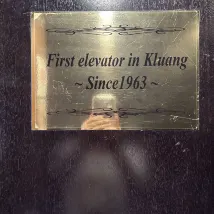 First elevator in Kluang
~ Since1963 ~